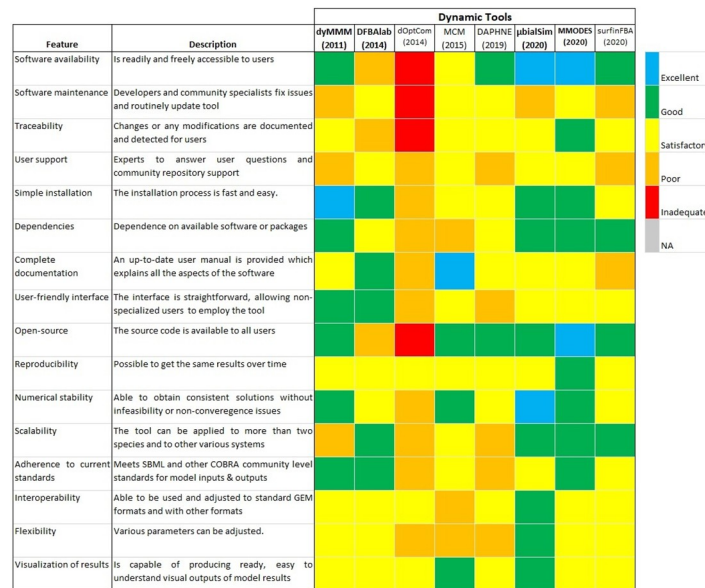 Dynamic Tools
Feature Description dyMMM (2011) DFBAlab (2014) dOptCom (2014) MCM (2015) DAPHNE (2019) µbialSim (2020) MMODES (2020) surfinFBA (2020)
Software availability Is readily and freely accessible to users
Software maintenance Developers and community specialists fix issues
and routinely update tool
Traceability Changes or any modifications are documented
and detected for users
User support Experts to answer user questions and
community repository support
Simple installation The installation process is fast and easy.
Dependencies Dependence on available software or packages
Complete An up-to-date user manual is provided which
documentation explains all the aspects of the software
User-friendly interface The interface is straightforward, allowing non-
specialized users to employ the tool
Open-source The source code is available to all users
Reproducibility Possible to get the same results over time
Numerical stability Able to obtain consistent solutions without
infeasibility or non-converegence issues
Scalability The tool can be applied to more than two
species and to other various systems
Adherence to current Meets SBML and other COBRA community level
standards standards for model inputs & outputs
Interoperability Able to be used and adjusted to standard GEM
formats and with other formats
Flexibility Various parameters can be adjusted.
Visualization of results Is capable of producing ready, easy to
understand visual outputs of model results
Excellent
Good
Satisfactor
Poor
Inadequate
NA